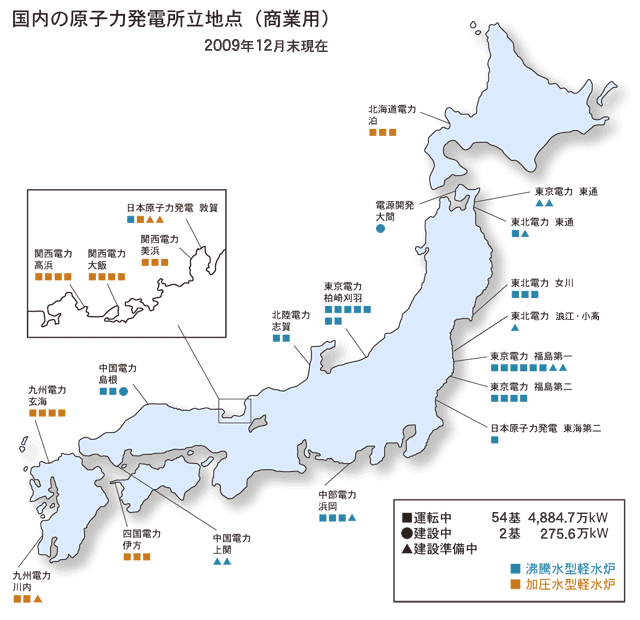 国内の原子力発電所立地点（商業用）
2009年12月末現在
北海道電力
泊
電源開発
大間
東京電力 東通
東北電力 東通
日本原子力発電 敦賀
関西電力
高浜
関西電力
大飯
関西電力
美浜
東京電力
柏崎刈羽
北陸電力
志賀
東北電力 女川
東北電力 浪江・小高
東京電力 福島第一
東京電力 福島第二
日本原子力発電 東海第二
中国電力
島根
九州電力
玄海
中部電力
浜岡
四国電力
伊方
中国電力
上関
九州電力
川内
■運転中 54基 4,884.7万kW
●建設中 2基 275.6万kW
▲建設準備中
■ 沸騰水型軽水炉
■ 加圧水型軽水炉